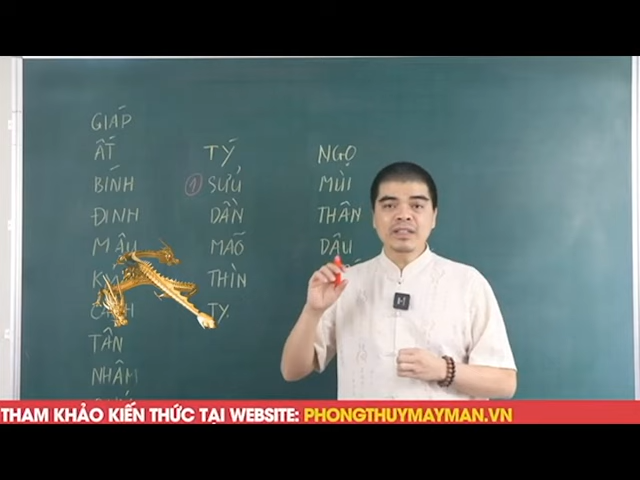 GIÁP
ẤT
BÍNH
ĐINH
MẬU
TÂN
NHÂM
TÝ
① SỬU
DẦN
MÃO
THÌN
TỴ
NGỌ
MÙI
THÂN
DẬU
THAM KHẢO KIẾN THỨC TẠI WEBSITE: PHONGTHUYMAYMAN.VN